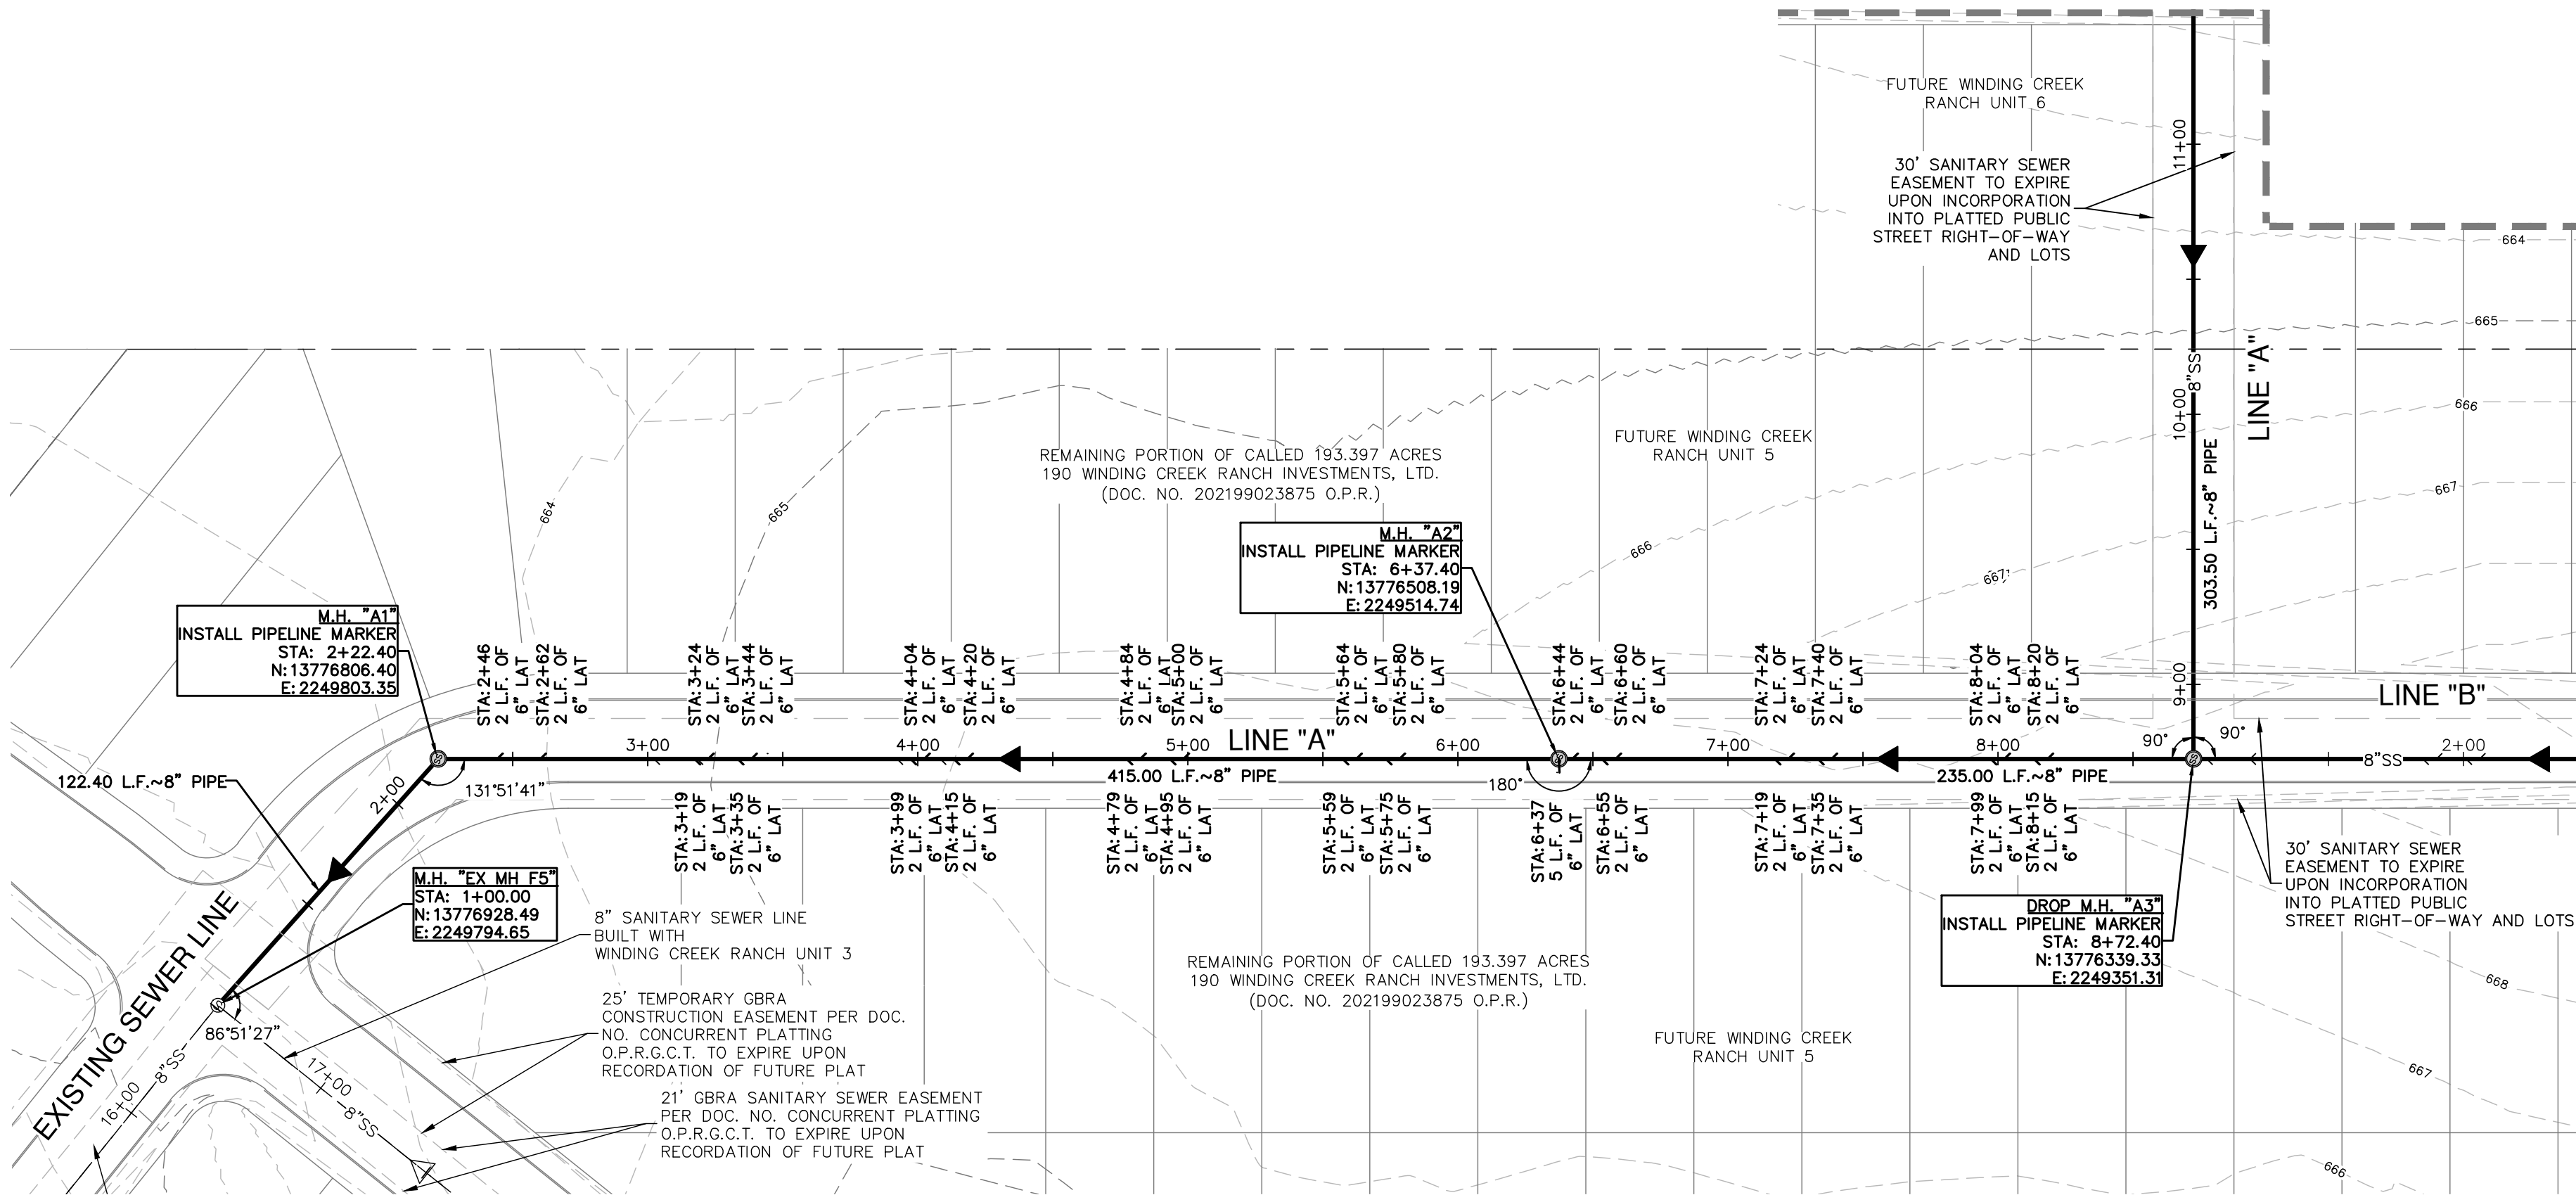 FUTURE WINDING CREEK
RANCH UNIT 6
11+00
30' SANITARY SEWER
EASEMENT TO EXPIRE
UPON INCORPORATION
INTO PLATTED PUBLIC
STREET RIGHT-OF-WAY
AND LOTS
664
665
8"SS
LINE "A"
10+00
666
303.50 L.F.~8" PIPE
667
9+00
REMAINING PORTION OF CALLED 193.397 ACRES
190 WINDING CREEK RANCH INVESTMENTS, LTD.
(DOC. NO. 202199023875 O.P.R.)
FUTURE WINDING CREEK
RANCH UNIT 5
664
665
666
667
M.H. "A2"
INSTALL PIPELINE MARKER
STA: 6+37.40
N:13776508.19
E:2249514.74
M.H. "A1"
INSTALL PIPELINE MARKER
STA: 2+22.40
N:13776806.40
E:2249803.35
STA:2+46
2 L.F. OF
6" LAT
STA:2+62
2 L.F. OF
6" LAT
STA:3+24
2 L.F. OF
6" LAT
STA:3+44
2 L.F. OF
6" LAT
STA:4+04
2 L.F. OF
6" LAT
STA:4+20
2 L.F. OF
6" LAT
STA:4+84
2 L.F. OF
6" LAT
STA:5+00
2 L.F. OF
6" LAT
STA:5+64
2 L.F. OF
6" LAT
STA:5+80
2 L.F. OF
6" LAT
STA:6+44
2 L.F. OF
6" LAT
STA:6+60
2 L.F. OF
6" LAT
STA:7+24
2 L.F. OF
6" LAT
STA:7+40
2 L.F. OF
6" LAT
STA:8+04
2 L.F. OF
6" LAT
STA:8+20
2 L.F. OF
6" LAT
LINE "B"
3+00
4+00
5+00
LINE "A"
6+00
7+00
8+00
90°
90°
2+00
8"SS
122.40 L.F.~8" PIPE
2+00
131°51'41"
415.00 L.F.~8" PIPE
180°
235.00 L.F.~8" PIPE
STA:3+19
2 L.F. OF
6" LAT
STA:3+35
2 L.F. OF
6" LAT
STA:3+99
2 L.F. OF
6" LAT
STA:4+15
2 L.F. OF
6" LAT
STA:4+79
2 L.F. OF
6" LAT
STA:4+95
2 L.F. OF
6" LAT
STA:5+59
2 L.F. OF
6" LAT
STA:5+75
2 L.F. OF
6" LAT
STA:6+37
5 L.F. OF
6" LAT
STA:6+55
2 L.F. OF
6" LAT
STA:7+19
2 L.F. OF
6" LAT
STA:7+35
2 L.F. OF
6" LAT
STA:7+99
2 L.F. OF
6" LAT
STA:8+15
2 L.F. OF
6" LAT
30' SANITARY SEWER
EASEMENT TO EXPIRE
UPON INCORPORATION
INTO PLATTED PUBLIC
STREET RIGHT-OF-WAY AND LOTS
M.H. "EX MH F5"
STA: 1+00.00
N:13776928.49
E:2249794.65
DROP M.H. "A3"
INSTALL PIPELINE MARKER
STA: 8+72.40
N:13776339.33
E:2249351.31
EXISTING SEWER LINE
8" SANITARY SEWER LINE
BUILT WITH
WINDING CREEK RANCH UNIT 3
REMAINING PORTION OF CALLED 193.397 ACRES
190 WINDING CREEK RANCH INVESTMENTS, LTD.
(DOC. NO. 202199023875 O.P.R.)
668
86°51'27"
25' TEMPORARY GBRA
CONSTRUCTION EASEMENT PER DOC.
NO. CONCURRENT PLATTING
O.P.R.G.C.T. TO EXPIRE UPON
RECORDATION OF FUTURE PLAT
FUTURE WINDING CREEK
RANCH UNIT 5
8"SS
17+00
667
16+00
8"SS
21' GBRA SANITARY SEWER EASEMENT
PER DOC. NO. CONCURRENT PLATTING
O.P.R.G.C.T. TO EXPIRE UPON
RECORDATION OF FUTURE PLAT
666